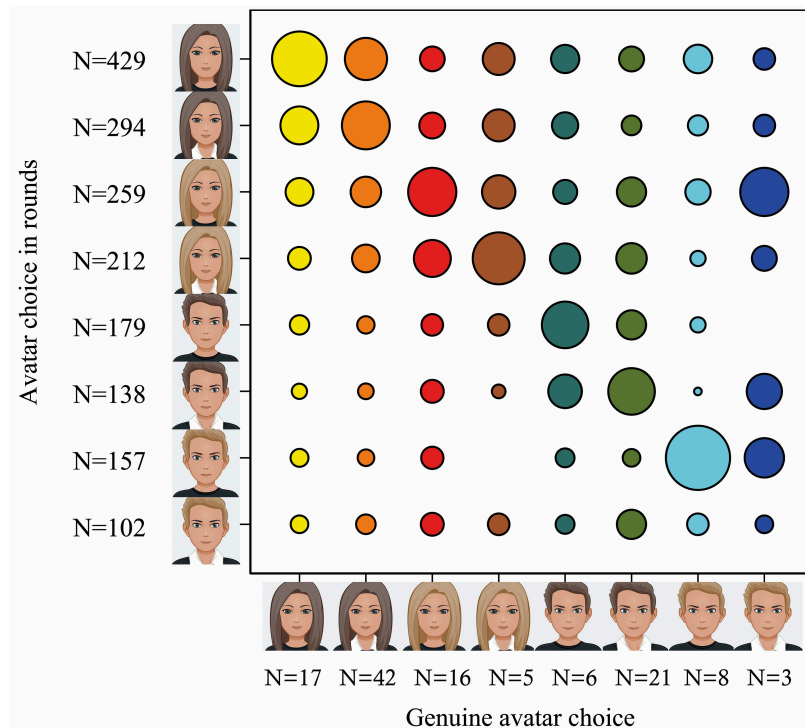 Avatar choice in rounds
N=429
N=294
N=259
N=212
N=179
N=138
N=157
N=102
N=17 N=42 N=16 N=5 N=6 N=21 N=8 N=3
Genuine avatar choice